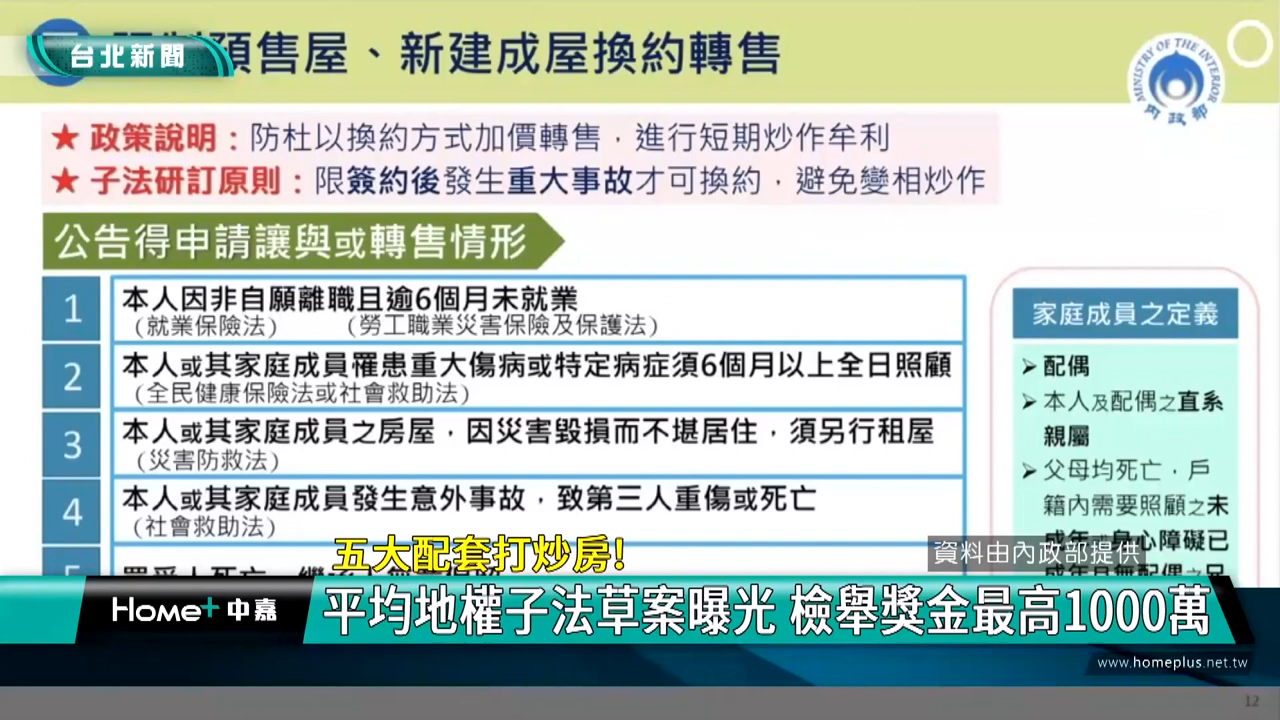 台北新聞
預售屋、新建成屋換約轉售
MINISTRY OF THE INTERIOR
內政部
★ 政策說明：防杜以換約方式加價轉售，進行短期炒作牟利
★ 子法研訂原則：限簽約後發生重大事故才可換約，避免變相炒作
公告得申請讓與或轉售情形
1 本人因非自願離職且逾6個月未就業
（就業保險法） （勞工職業災害保險及保護法）
2 本人或其家庭成員罹患重大傷病或特定病症須6個月以上全日照顧
（全民健康保險法或社會救助法）
3 本人或其家庭成員之房屋，因災害毀損而不堪居住，須另行租屋
（災害防救法）
4 本人或其家庭成員發生意外事故，致第三人重傷或死亡
（社會救助法）
家庭成員之定義
➢ 配偶
➢ 本人及配偶之直系
親屬
➢ 父母均死亡，戶
籍內需要照顧之未
心障礙已
五大配套打炒房!
資料由內政部提供
Home+中嘉
平均地權子法草案曝光 檢舉獎金最高1000萬
www.homeplus.net.tw
12